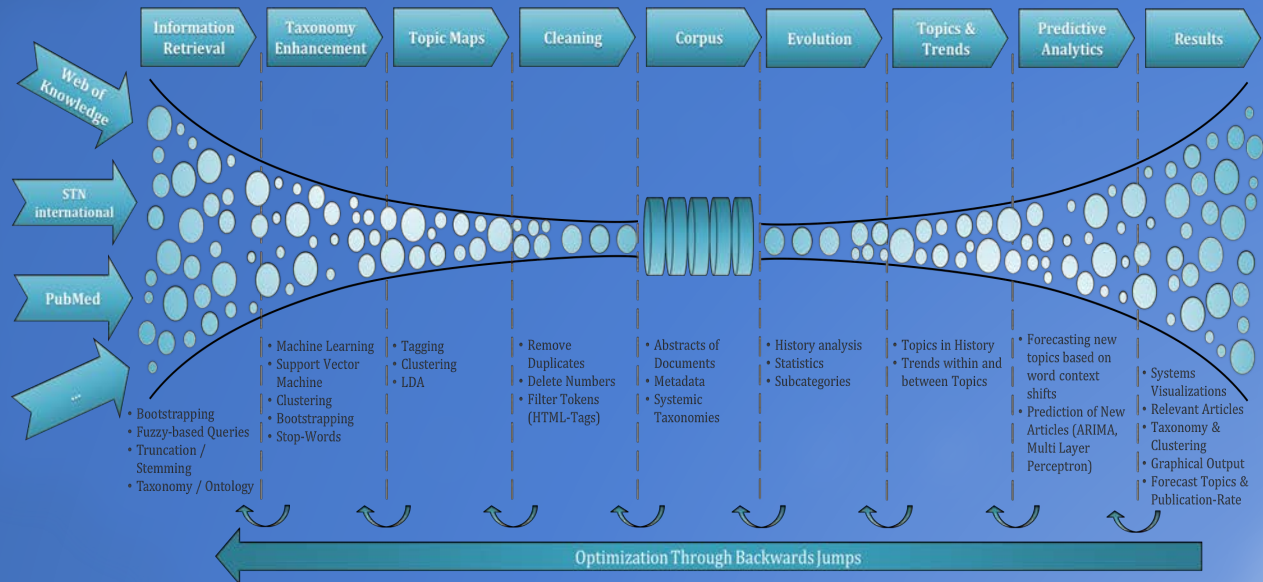 Information
Retrieval
Taxonomy
Enhancement
Topic Maps
Cleaning
Corpus
Evolution
Topics &
Trends
Predictive
Analytics
Results
Web of
Knowledge
STN
international
PubMed
...
• Bootstrapping
• Fuzzy-based Queries
• Truncation /
Stemming
• Taxonomy / Ontology
• Machine Learning
• Support Vector
Machine
• Clustering
• Bootstrapping
• Stop-Words
• Tagging
• Clustering
• LDA
• Remove
Duplicates
• Delete Numbers
• Filter Tokens
(HTML-Tags)
• Abstracts of
Documents
• Metadata
• Systemic
Taxonomies
• History analysis
• Statistics
• Subcategories
• Topics in History
• Trends within and
between Topics
• Forecasting new
topics based on
word context
shifts
• Prediction of New
Articles (ARIMA,
Multi Layer
Perceptron)
• Systems
Visualizations
• Relevant Articles
• Taxonomy &
Clustering
• Graphical Output
• Forecast Topics &
Publication-Rate
Optimization Through Backwards Jumps